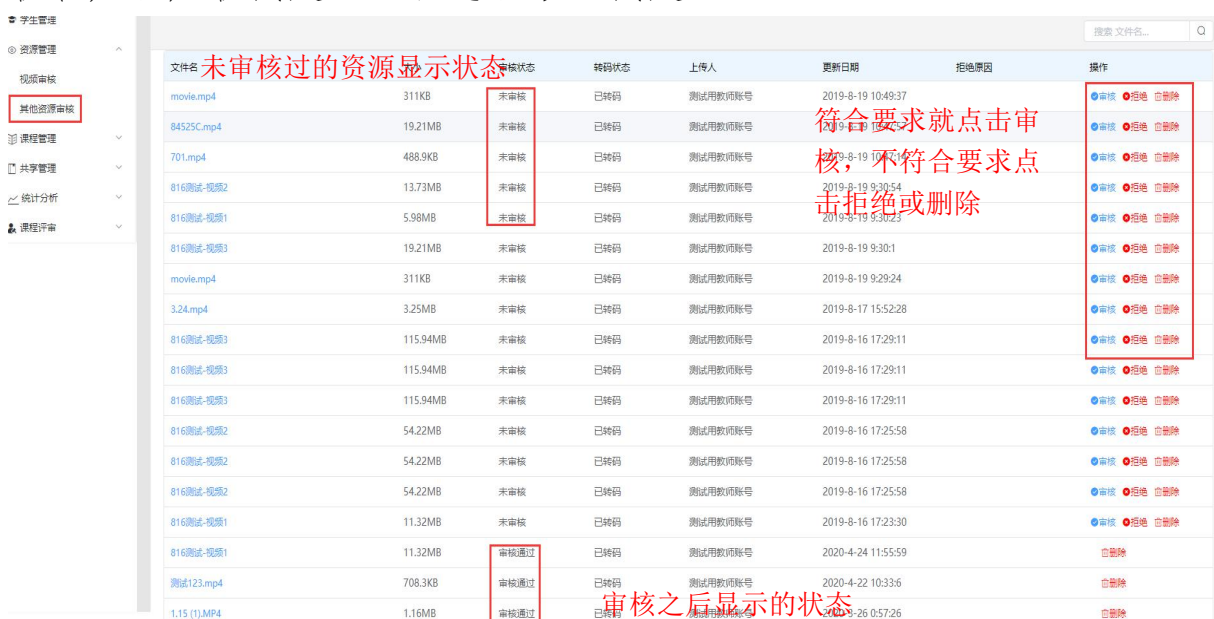 学生管理
搜索 文件名...
资源管理
视频审核
其他资源审核
课程管理
共享管理
统计分析
课程评审
文件名 审核状态 转码状态 上传人 更新日期 拒绝原因 操作
未审核过的资源显示状态
movie.mp4 311KB 未审核 已转码 测试用教师账号 2019-8-19 10:49:37 审核 拒绝 删除
84525C.mp4 19.21MB 未审核 已转码 测试用教师账号 2019-8-19 10:47:57 审核 拒绝 删除
701.mp4 488.9KB 未审核 已转码 测试用教师账号 2019-8-19 10:47:14 审核 拒绝 删除
816测试-视频2 13.73MB 未审核 已转码 测试用教师账号 2019-8-19 9:30:54 审核 拒绝 删除
816测试-视频1 5.98MB 未审核 已转码 测试用教师账号 2019-8-19 9:30:23 审核 拒绝 删除
符合要求就点击审
核，不符合要求点
击拒绝或删除
816测试-视频3 19.21MB 未审核 已转码 测试用教师账号 2019-8-19 9:30:1 审核 拒绝 删除
movie.mp4 311KB 未审核 已转码 测试用教师账号 2019-8-19 9:29:24 审核 拒绝 删除
3.24.mp4 3.25MB 未审核 已转码 测试用教师账号 2019-8-17 15:52:28 审核 拒绝 删除
816测试-视频3 115.94MB 未审核 已转码 测试用教师账号 2019-8-16 17:29:11 审核 拒绝 删除
816测试-视频3 115.94MB 未审核 已转码 测试用教师账号 2019-8-16 17:29:11 审核 拒绝 删除
816测试-视频3 115.94MB 未审核 已转码 测试用教师账号 2019-8-16 17:29:11 审核 拒绝 删除
816测试-视频2 54.22MB 未审核 已转码 测试用教师账号 2019-8-16 17:25:58 审核 拒绝 删除
816测试-视频2 54.22MB 未审核 已转码 测试用教师账号 2019-8-16 17:25:58 审核 拒绝 删除
816测试-视频2 54.22MB 未审核 已转码 测试用教师账号 2019-8-16 17:25:58 审核 拒绝 删除
816测试-视频1 11.32MB 未审核 已转码 测试用教师账号 2019-8-16 17:23:30 审核 拒绝 删除
816测试-视频1 11.32MB 审核通过 已转码 测试用教师账号 2020-4-24 11:55:59 删除
测试123.mp4 708.3KB 审核通过 已转码 测试用教师账号 2020-4-22 10:33:6 删除
审核之后显示的状态
1.15 (1).MP4 1.16MB 审核通过 已转码 测试用教师账号 2020-3-26 0:57:26 删除